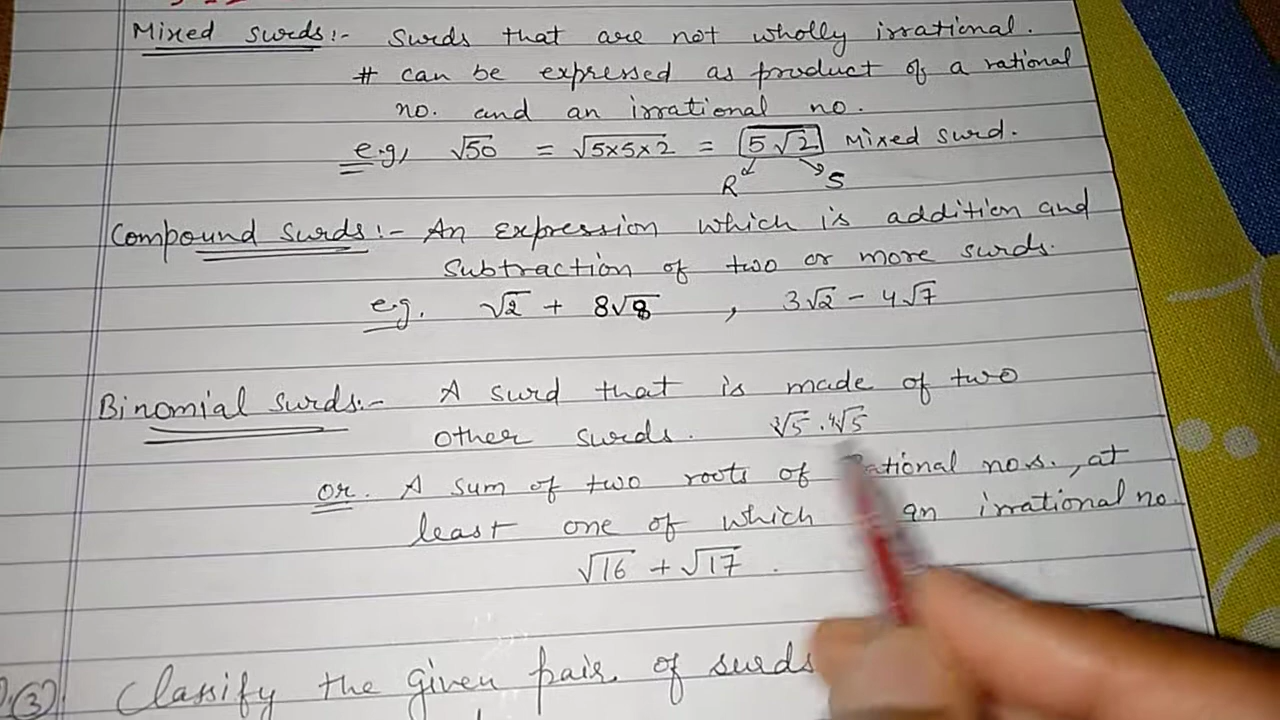 Mixed surds:- Surds that are not wholly irrational.
# can be expressed as product of a rational
no. and an irrational no.
e.g, √50 = √5×5×2 = 5√2 Mixed surd.
R S
Compound surds:- An expression which is addition and
Subtraction of two or more surds.
e.g. √2 + 8√8 , 3√2 - 4√7
Binomial surds:- A surd that is made of two
other surds. ∛5 . ∜5
or. A sum of two roots of rational nos., at
least one of which an irrational no.
√16 + √17 .
(3) Classify the given pair of surds